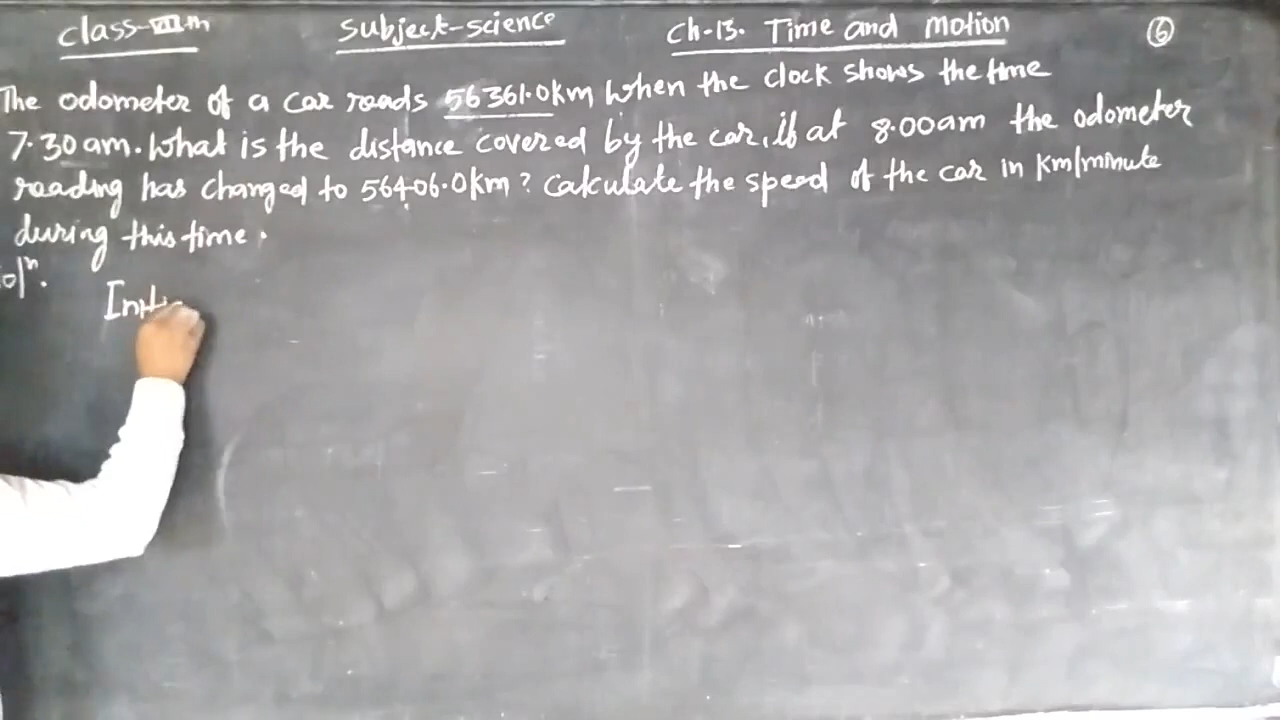 Class-VIIth Subject-science Ch-13. Time and Motion 6
The odometer of a car reads 56361.0km when the clock shows the time
7.30am. What is the distance covered by the car, if at 8.00am the odometer
reading has changed to 56406.0km? Calculate the speed of the car in Km/minute
during this time.
Solⁿ. Initi